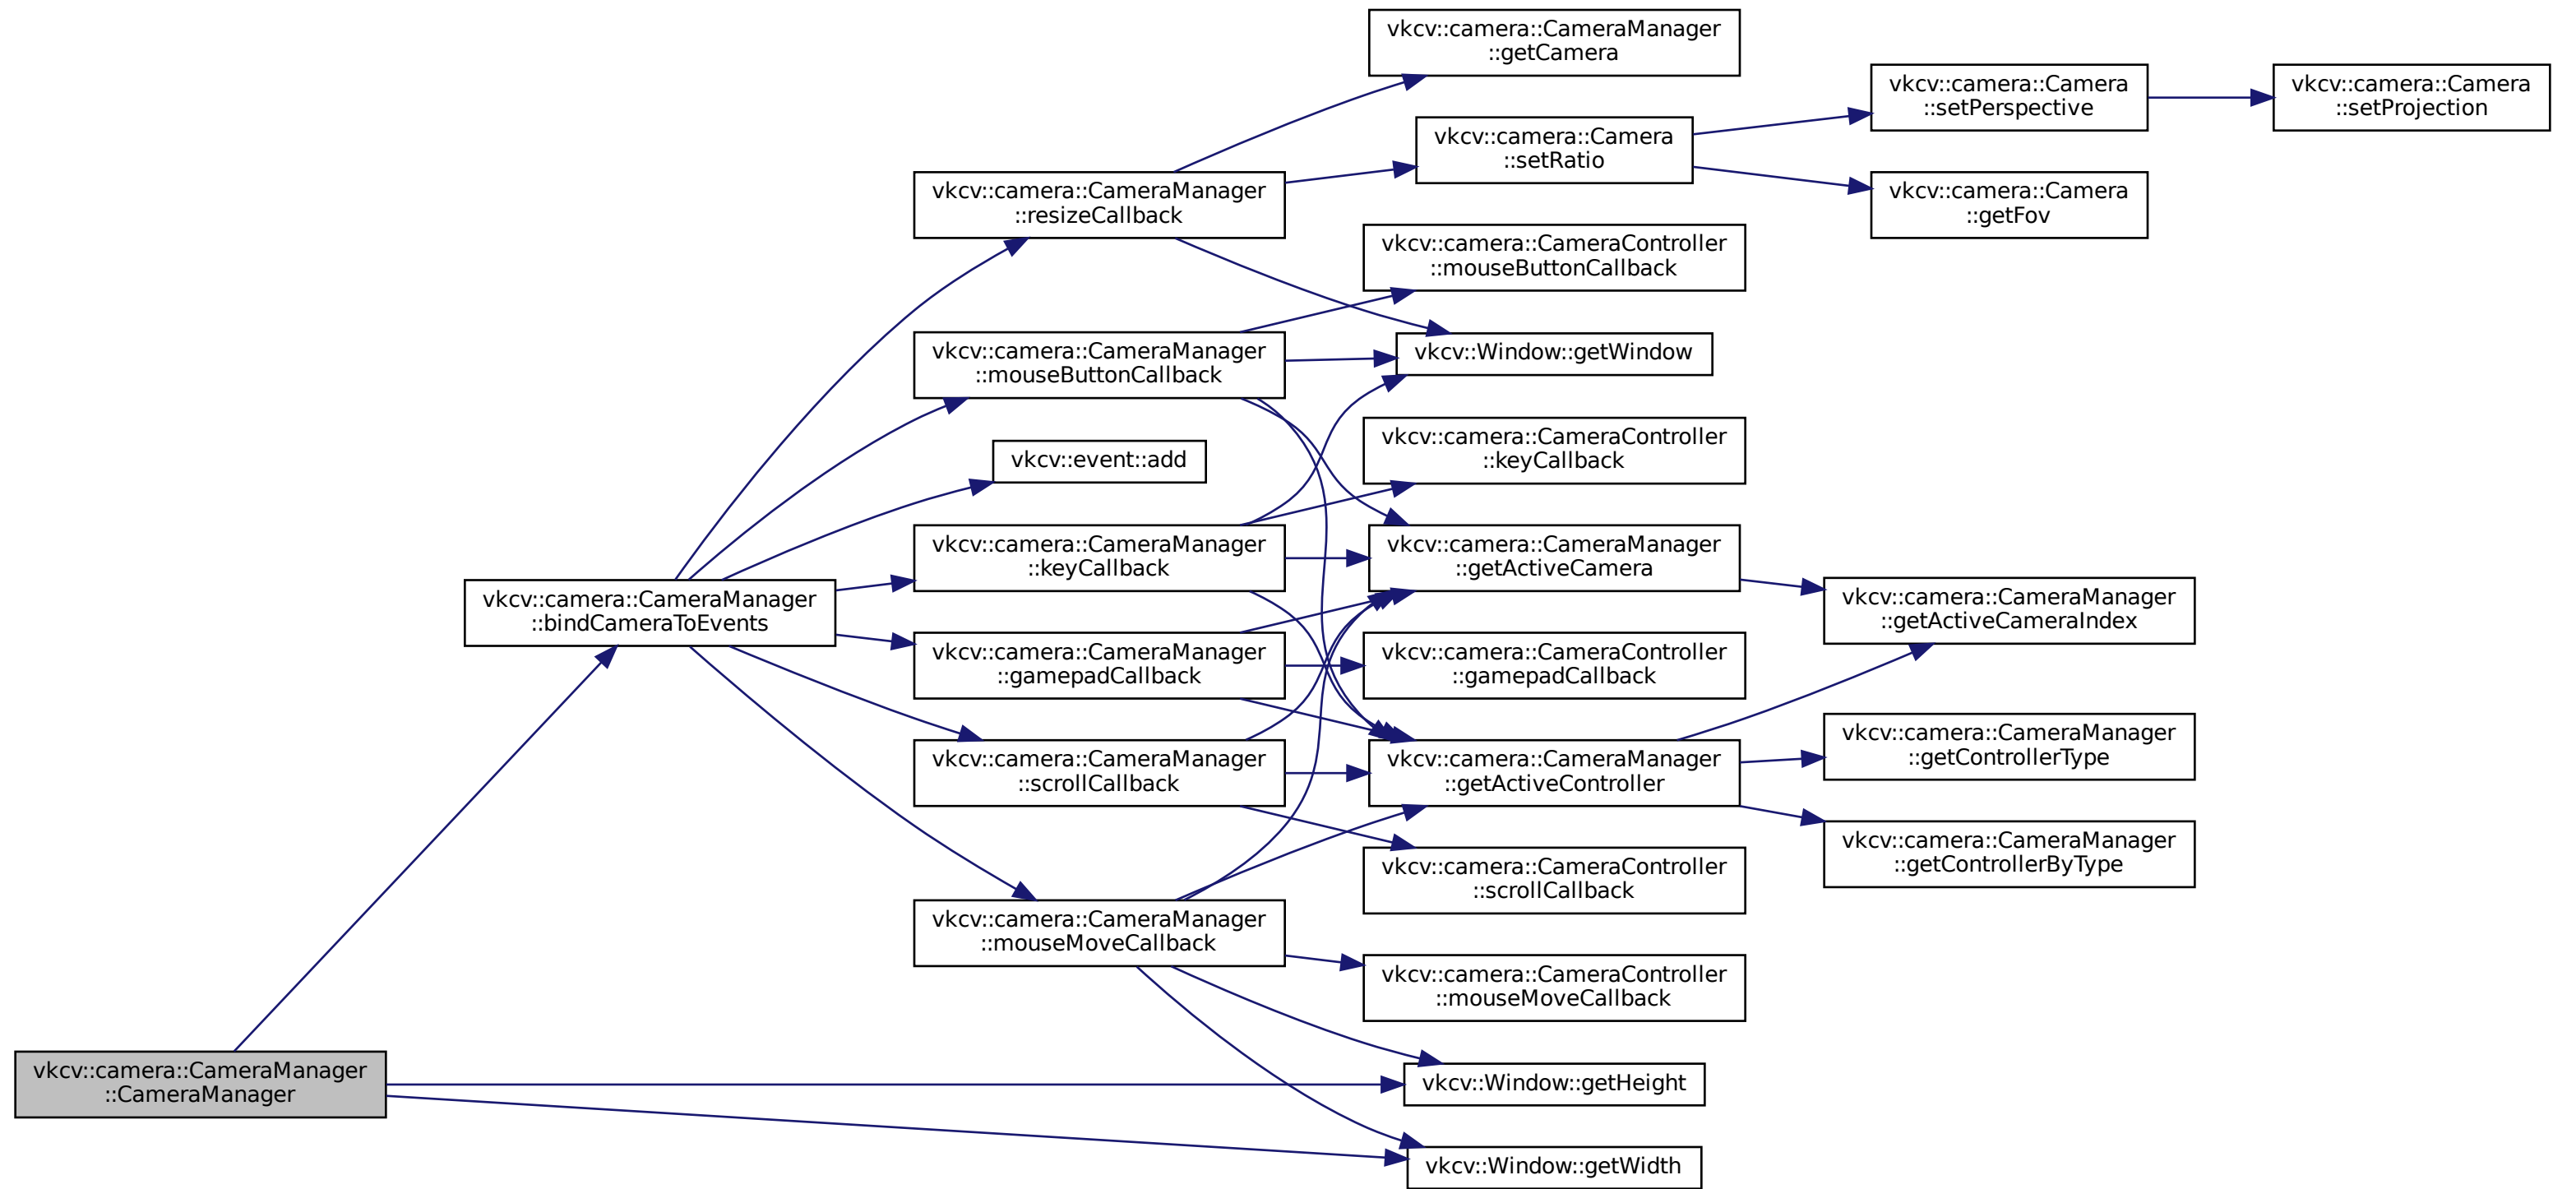 vkcv::camera::CameraManager
::CameraManager
vkcv::camera::CameraManager
::bindCameraToEvents
vkcv::camera::CameraManager
::resizeCallback
vkcv::camera::CameraManager
::mouseButtonCallback
vkcv::event::add
vkcv::camera::CameraManager
::keyCallback
vkcv::camera::CameraManager
::gamepadCallback
vkcv::camera::CameraManager
::scrollCallback
vkcv::camera::CameraManager
::mouseMoveCallback
vkcv::camera::CameraManager
::getCamera
vkcv::camera::Camera
::setRatio
vkcv::camera::CameraController
::mouseButtonCallback
vkcv::Window::getWindow
vkcv::camera::CameraController
::keyCallback
vkcv::camera::CameraManager
::getActiveCamera
vkcv::camera::CameraController
::gamepadCallback
vkcv::camera::CameraManager
::getActiveController
vkcv::camera::CameraController
::scrollCallback
vkcv::camera::CameraController
::mouseMoveCallback
vkcv::Window::getHeight
vkcv::Window::getWidth
vkcv::camera::Camera
::setPerspective
vkcv::camera::Camera
::getFov
vkcv::camera::CameraManager
::getActiveCameraIndex
vkcv::camera::CameraManager
::getControllerType
vkcv::camera::CameraManager
::getControllerByType
vkcv::camera::Camera
::setProjection